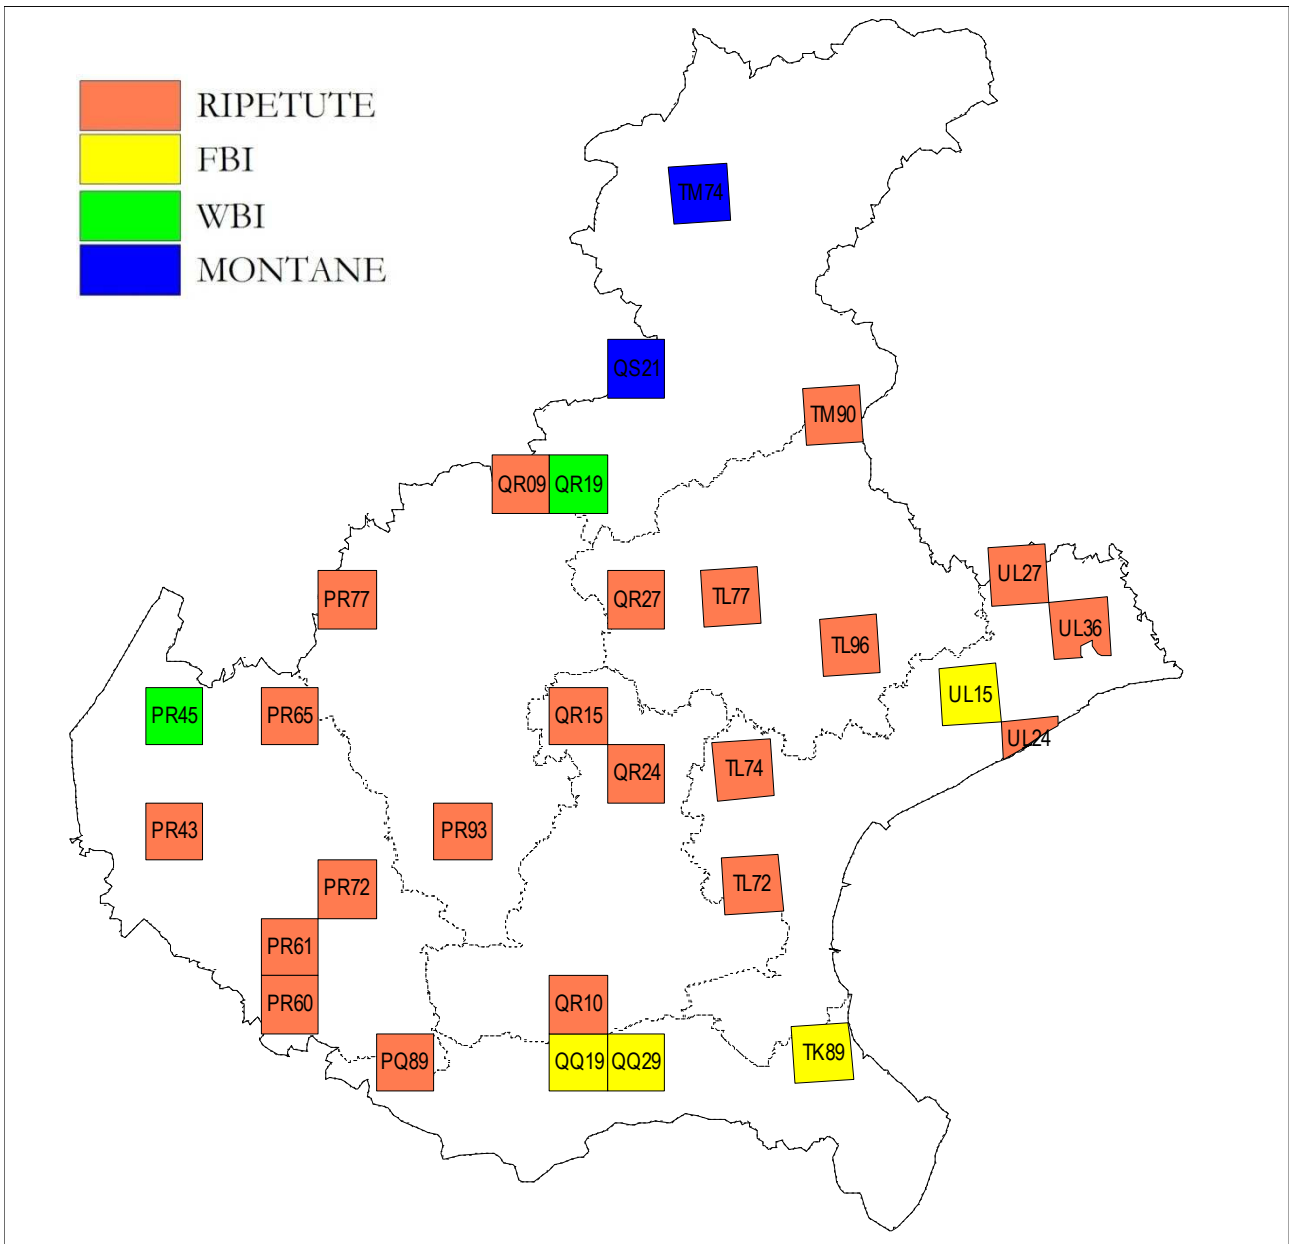 RIPETUTE
FBI
WBI
MONTANE
TM74
QS21
TM90
QR09 QR19
UL27
PR77 QR27 TL77
UL36
TL96
UL15
PR45 PR65 QR15
UL24
QR24 TL74
PR43 PR93
PR72 TL72
PR61
PR60 QR10
PQ89 QQ19 QQ29 TK89